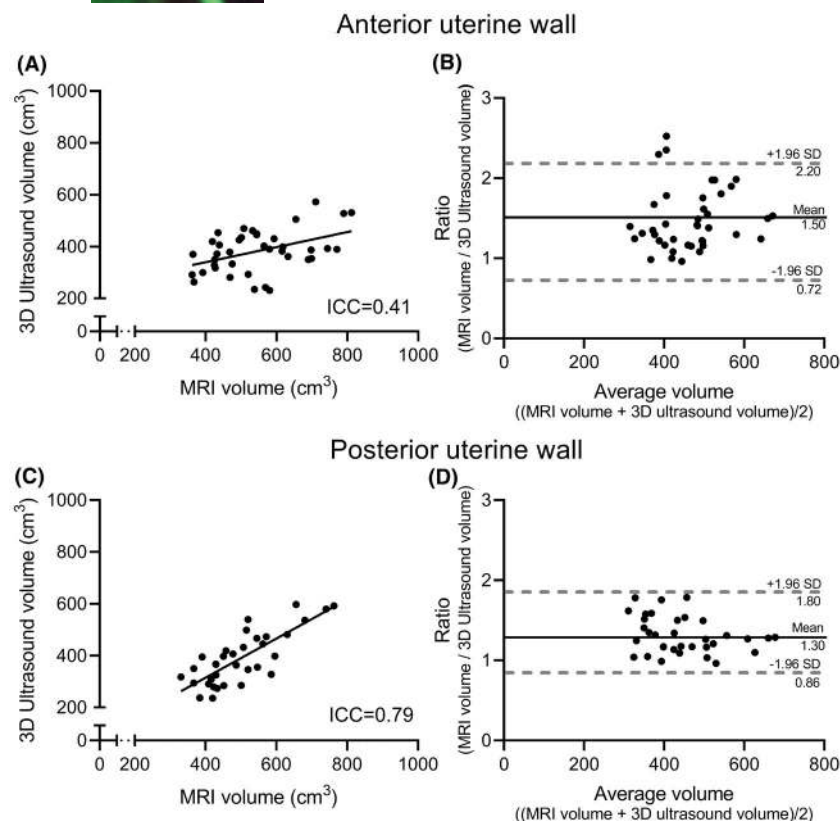 Anterior uterine wall
(A)
3D Ultrasound volume (cm³)
1000
800
600
400
200
0
0
200
400
600
800
1000
MRI volume (cm³)
ICC=0.41
(B)
Ratio
(MRI volume / 3D Ultrasound volume)
3
2
1
0
+1.96 SD
2.20
Mean
1.50
-1.96 SD
0.72
0
200
400
600
800
Average volume
((MRI volume + 3D ultrasound volume)/2)
Posterior uterine wall
(C)
3D Ultrasound volume (cm³)
1000
800
600
400
200
0
0
200
400
600
800
1000
MRI volume (cm³)
ICC=0.79
(D)
Ratio
(MRI volume / 3D Ultrasound volume)
3
2
1
0
+1.96 SD
1.80
Mean
1.30
-1.96 SD
0.86
0
200
400
600
800
Average volume
((MRI volume + 3D ultrasound volume)/2)